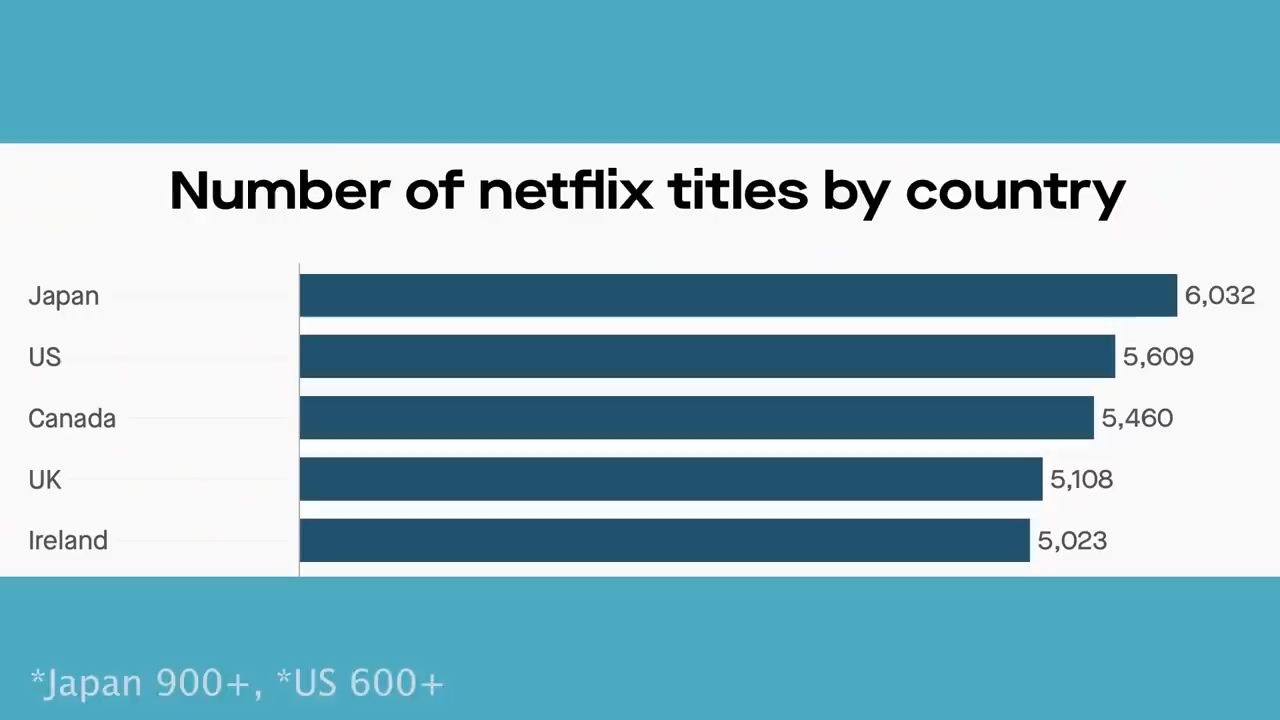 Number of netflix titles by country
Japan 6,032
US 5,609
Canada 5,460
UK 5,108
Ireland 5,023
*Japan 900+, *US 600+